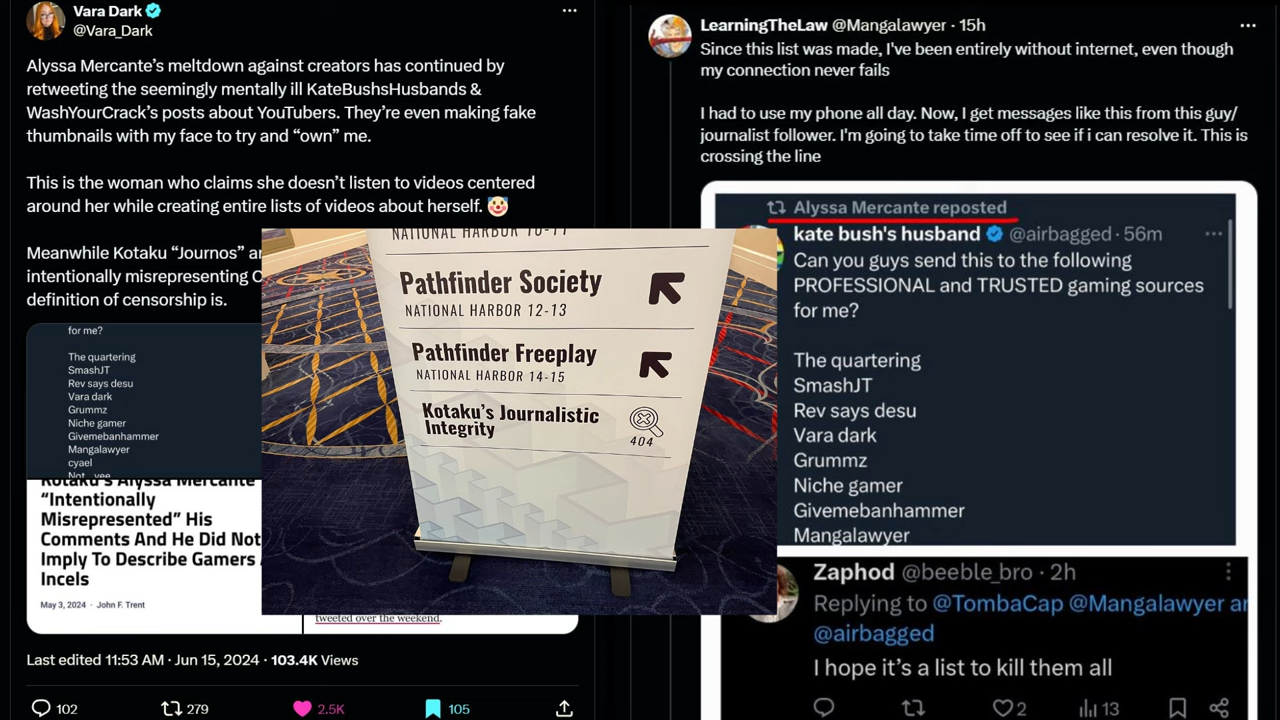 Vara Dark
@Vara_Dark
Alyssa Mercante's meltdown against creators has continued by
retweeting the seemingly mentally ill KateBushsHusbands &
WashYourCrack's posts about YouTubers. They're even making fake
thumbnails with my face to try and “own” me.
This is the woman who claims she doesn't listen to videos centered
around her while creating entire lists of videos about herself. 🤡
Meanwhile Kotaku “Journos”
intentionally misrepresenting
definition of censorship is.
for me?
The quartering
SmashJT
Rev says desu
Vara dark
Grummz
Niche gamer
Givemebanhammer
Mangalawyer
cyael
Kotaku's Alyssa Mercante
“Intentionally
Misrepresented” His
Comments And He Did Not
Imply To Describe Gamers
Incels
May 3, 2024 · John F. Trent
tweeted over the weekend.
Last edited 11:53 AM · Jun 15, 2024 · 103.4K Views
102 279 2.5K 105
NATIONAL HARBOR 10-11
Pathfinder Society
NATIONAL HARBOR 12-13
Pathfinder Freeplay
NATIONAL HARBOR 14-15
Kotaku's Journalistic
Integrity
404
LearningTheLaw @Mangalawyer · 15h
Since this list was made, I've been entirely without internet, even though
my connection never fails
I had to use my phone all day. Now, I get messages like this from this guy/
journalist follower. I'm going to take time off to see if i can resolve it. This is
crossing the line
Alyssa Mercante reposted
kate bush's husband @airbagged · 56m
Can you guys send this to the following
PROFESSIONAL and TRUSTED gaming sources
for me?
The quartering
SmashJT
Rev says desu
Vara dark
Grummz
Niche gamer
Givemebanhammer
Mangalawyer
Zaphod @beeble_bro · 2h
Replying to @TombaCap @Mangalawyer
@airbagged
I hope it's a list to kill them all
2 13